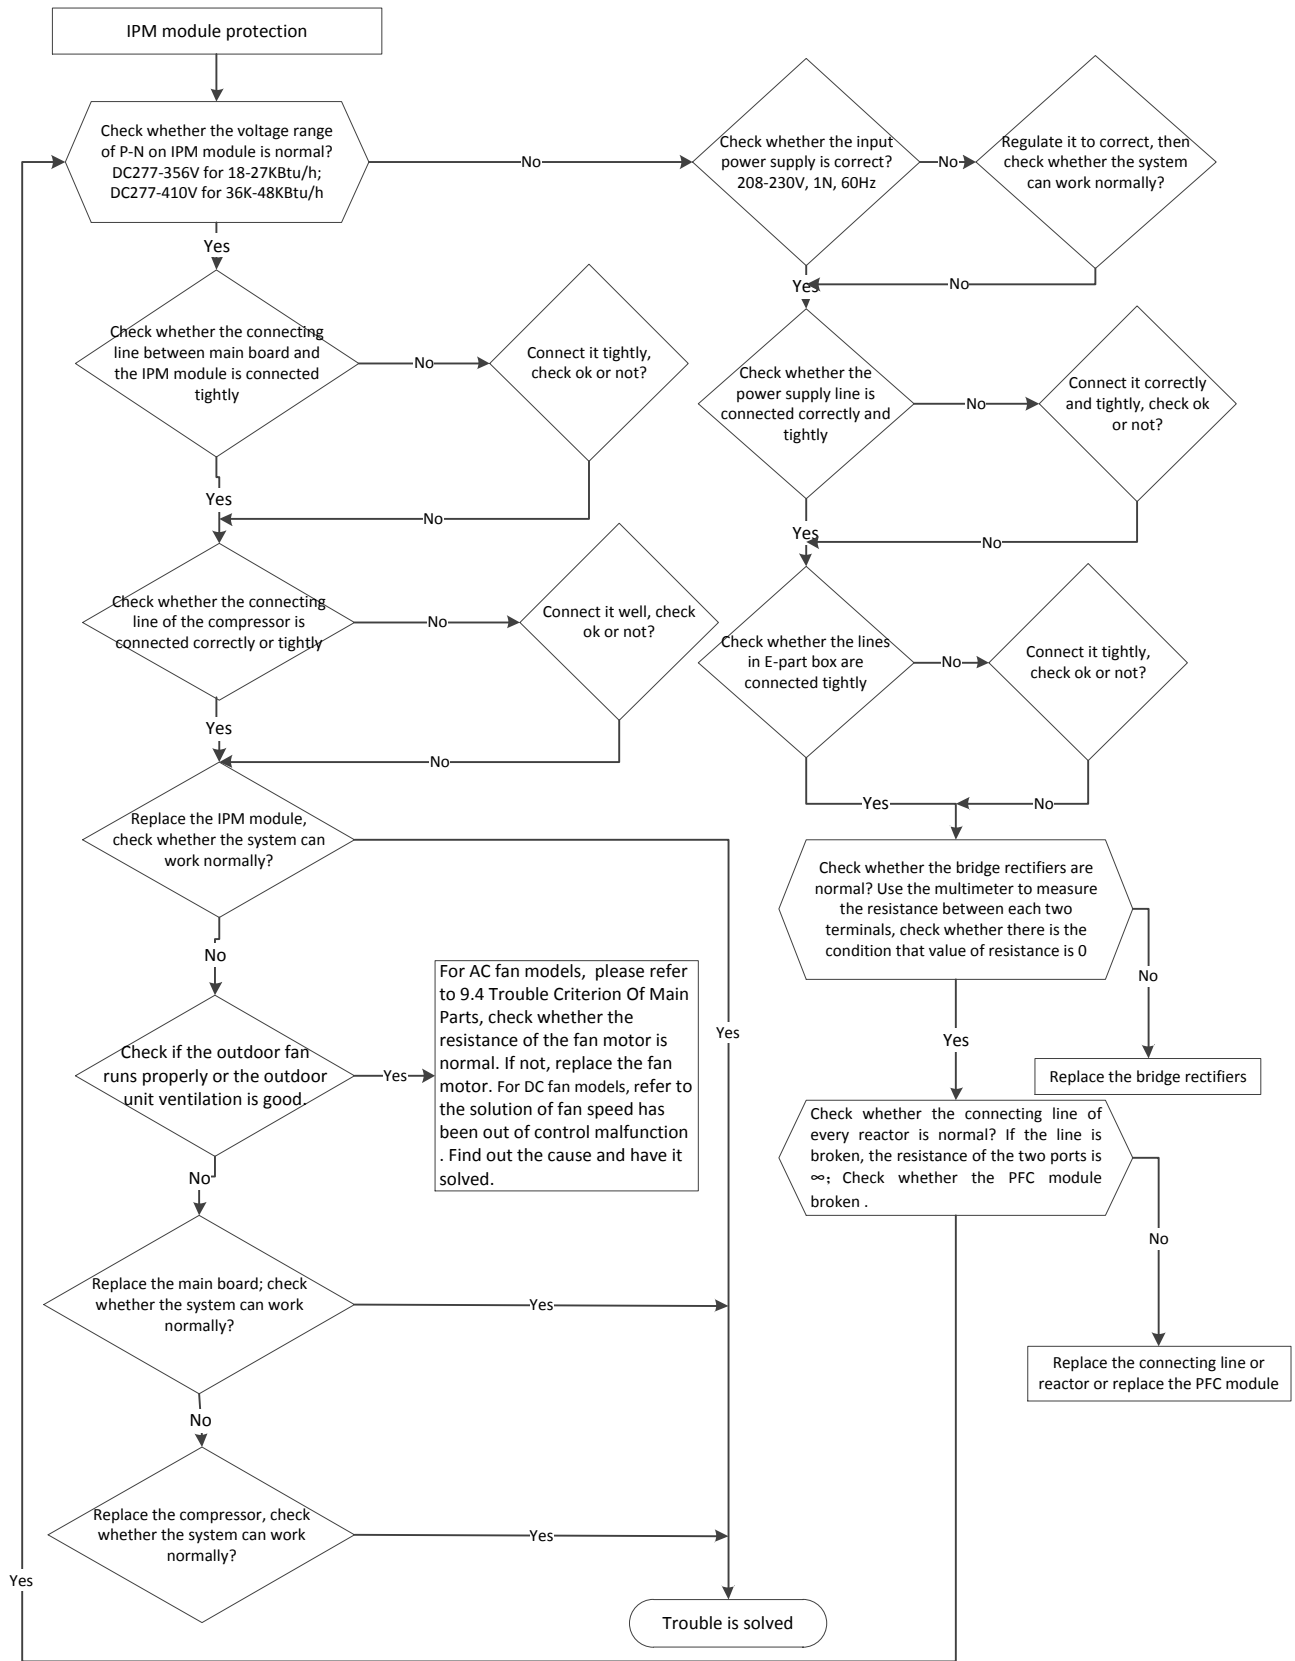 IPM module protection
Check whether the voltage range
of P-N on IPM module is normal?
DC277-356V for 18-27KBtu/h;
DC277-410V for 36K-48KBtu/h
No
Check whether the input
power supply is correct?
208-230V, 1N, 60Hz
No
Regulate it to correct, then
check whether the system
can work normally?
Yes
Yes
No
Check whether the connecting
line between main board and
the IPM module is connected
tightly
No
Connect it tightly,
check ok or not?
Check whether the
power supply line is
connected correctly and
tightly
No
Connect it correctly
and tightly, check ok
or not?
Yes
No
Yes
No
Check whether the connecting
line of the compressor is
connected correctly or tightly
No
Connect it well, check
ok or not?
Check whether the lines
in E-part box are
connected tightly
No
Connect it tightly,
check ok or not?
Yes
No
Yes
No
Replace the IPM module,
check whether the system can
work normally?
Check whether the bridge rectifiers are
normal? Use the multimeter to measure
the resistance between each two
terminals, check whether there is the
condition that value of resistance is 0
No
No
Check if the outdoor fan
runs properly or the outdoor
unit ventilation is good.
Yes
For AC fan models, please refer
to 9.4 Trouble Criterion Of Main
Parts, check whether the
resistance of the fan motor is
normal. If not, replace the fan
motor. For DC fan models, refer to
the solution of fan speed has
been out of control malfunction
. Find out the cause and have it
solved.
Yes
Yes
Replace the bridge rectifiers
Check whether the connecting line of
every reactor is normal? If the line is
broken, the resistance of the two ports is
∞; Check whether the PFC module
broken .
No
No
Replace the main board; check
whether the system can work
normally?
Yes
Replace the connecting line or
reactor or replace the PFC module
No
Replace the compressor, check
whether the system can work
normally?
Yes
Yes
Trouble is solved